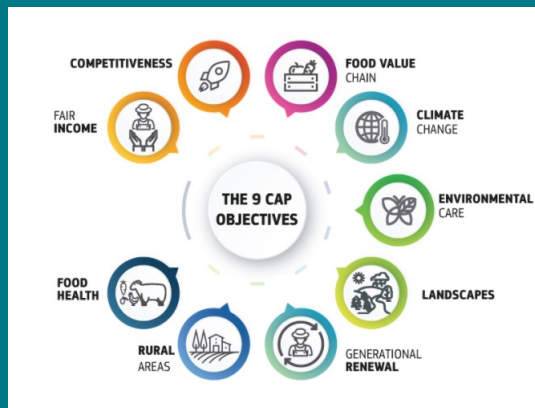 THE 9 CAP
OBJECTIVES
COMPETITIVENESS
FOOD VALUE
CHAIN
CLIMATE
CHANGE
ENVIRONMENTAL
CARE
LANDSCAPES
GENERATIONAL
RENEWAL
RURAL
AREAS
FOOD
HEALTH
FAIR
INCOME